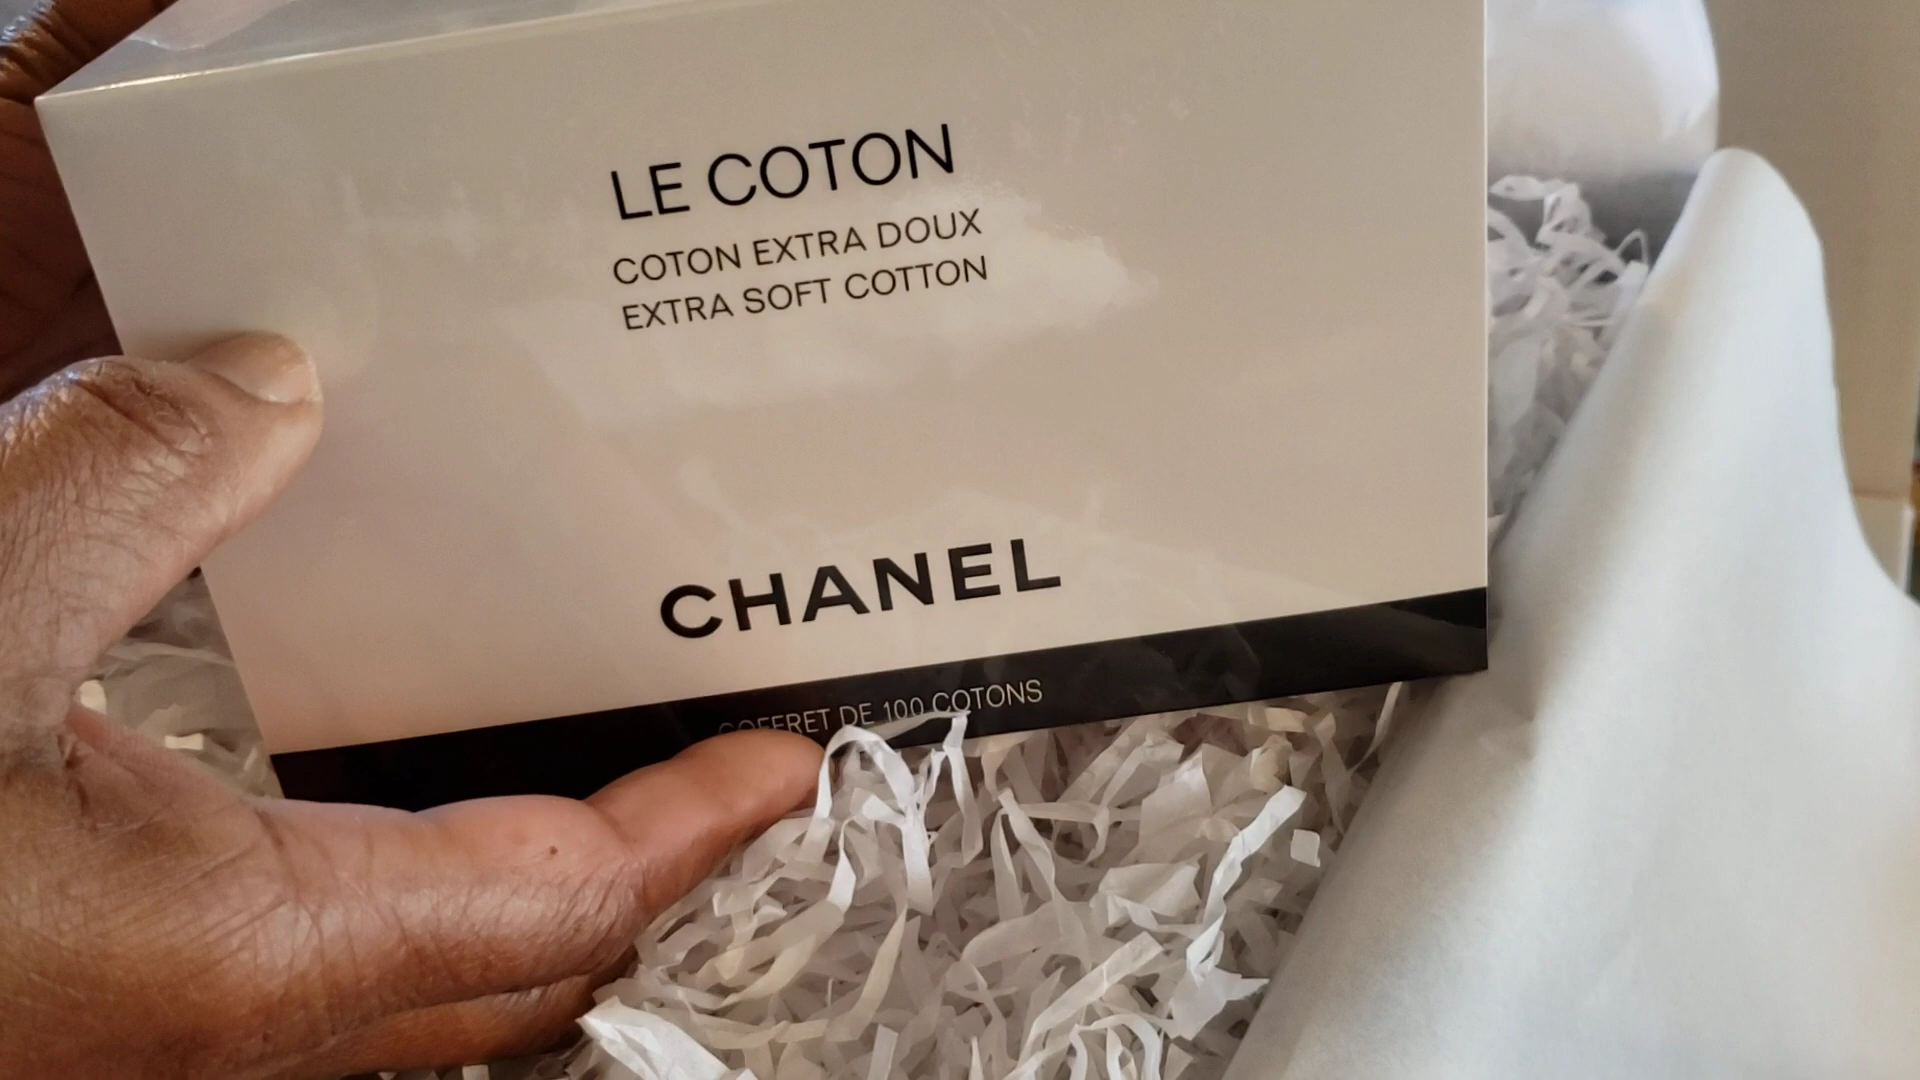 LE COTON
COTON EXTRA DOUX
EXTRA SOFT COTTON
CHANEL
COFFRET DE 100 COTONS